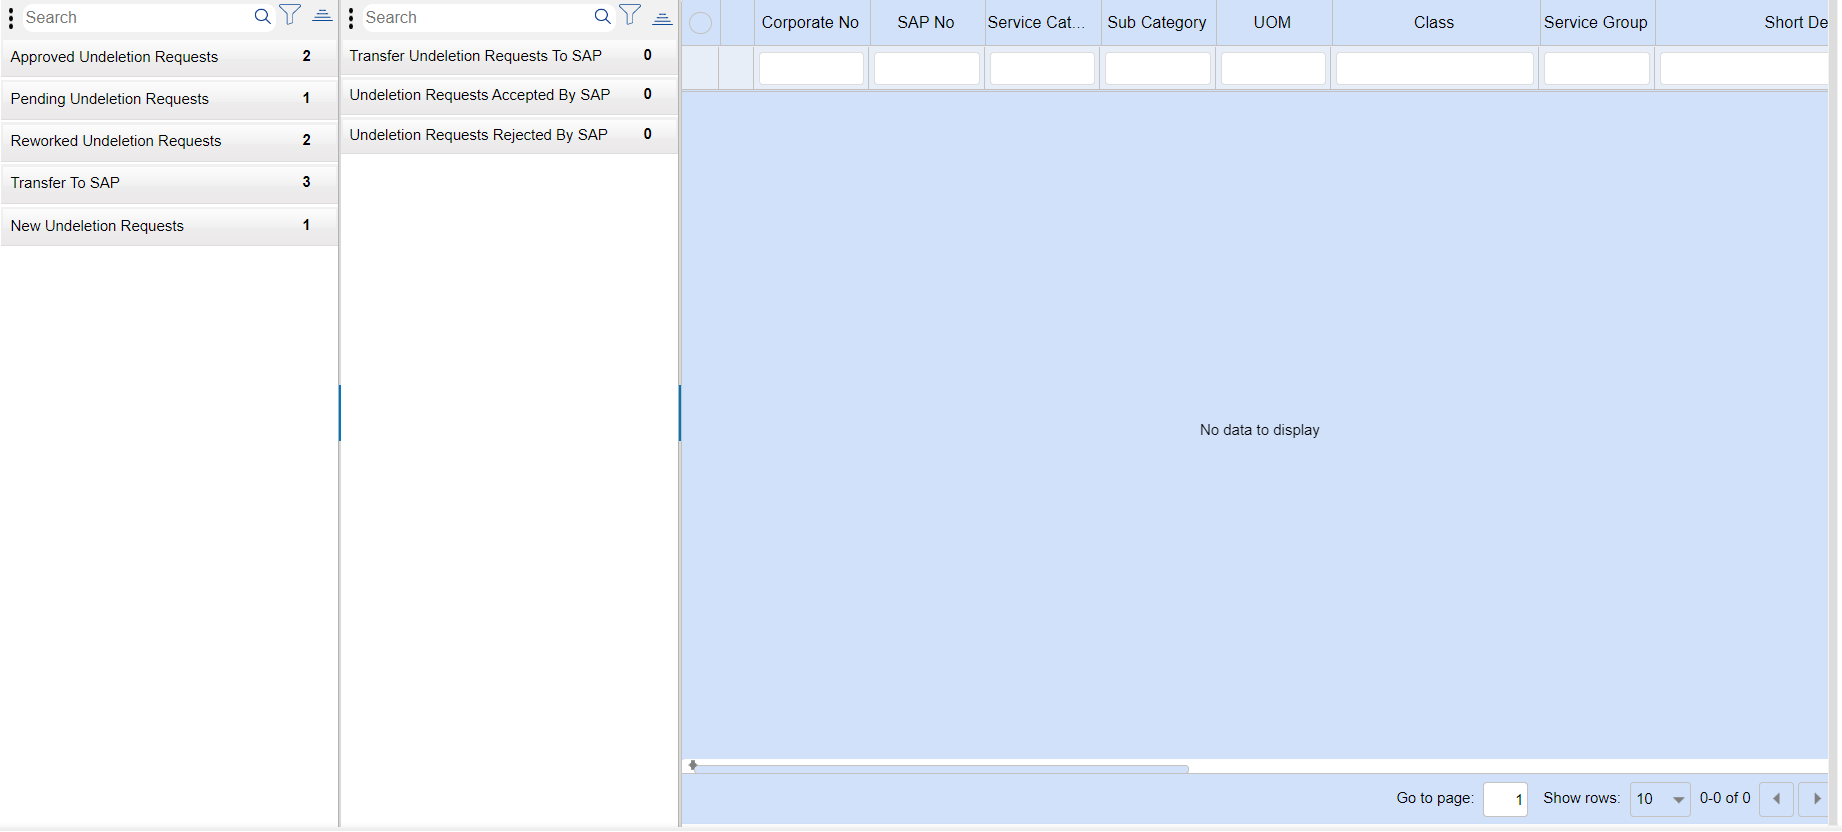 Search
Approved Undeletion Requests 2
Pending Undeletion Requests 1
Reworked Undeletion Requests 2
Transfer To SAP 3
New Undeletion Requests 1
Search
Transfer Undeletion Requests To SAP 0
Undeletion Requests Accepted By SAP 0
Undeletion Requests Rejected By SAP 0
Corporate No SAP No Service Cat... Sub Category UOM Class Service Group Short De
No data to display
Go to page: 1 Show rows: 10 0-0 of 0